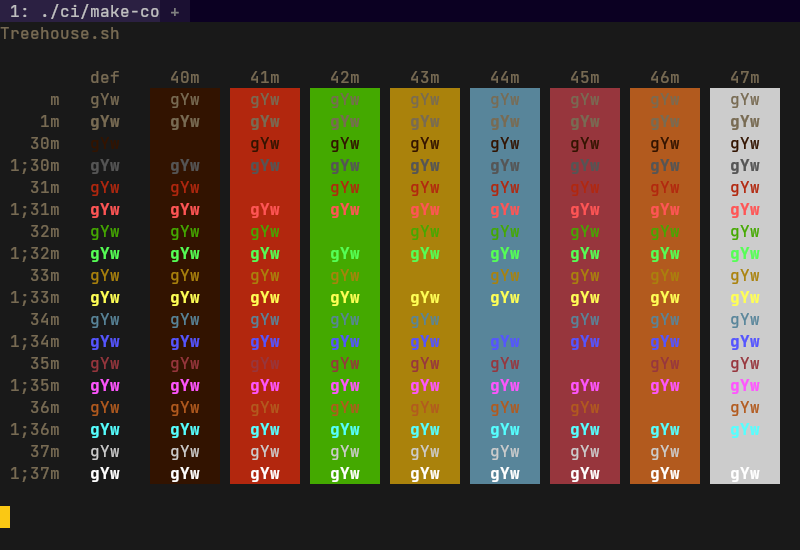 1: ./ci/make-co +
Treehouse.sh
def 40m 41m 42m 43m 44m 45m 46m 47m
m gYw gYw gYw gYw gYw gYw gYw gYw gYw
1m gYw gYw gYw gYw gYw gYw gYw gYw gYw
30m gYw gYw gYw gYw gYw gYw gYw gYw
1;30m gYw gYw gYw gYw gYw gYw gYw gYw gYw
31m gYw gYw gYw gYw gYw gYw gYw gYw
1;31m gYw gYw gYw gYw gYw gYw gYw gYw gYw
32m gYw gYw gYw gYw gYw gYw gYw gYw
1;32m gYw gYw gYw gYw gYw gYw gYw gYw gYw
33m gYw gYw gYw gYw gYw gYw gYw gYw
1;33m gYw gYw gYw gYw gYw gYw gYw gYw gYw
34m gYw gYw gYw gYw gYw gYw gYw gYw
1;34m gYw gYw gYw gYw gYw gYw gYw gYw gYw
35m gYw gYw gYw gYw gYw gYw gYw gYw
1;35m gYw gYw gYw gYw gYw gYw gYw gYw gYw
36m gYw gYw gYw gYw gYw gYw gYw gYw
1;36m gYw gYw gYw gYw gYw gYw gYw gYw gYw
37m gYw gYw gYw gYw gYw gYw gYw gYw
1;37m gYw gYw gYw gYw gYw gYw gYw gYw gYw